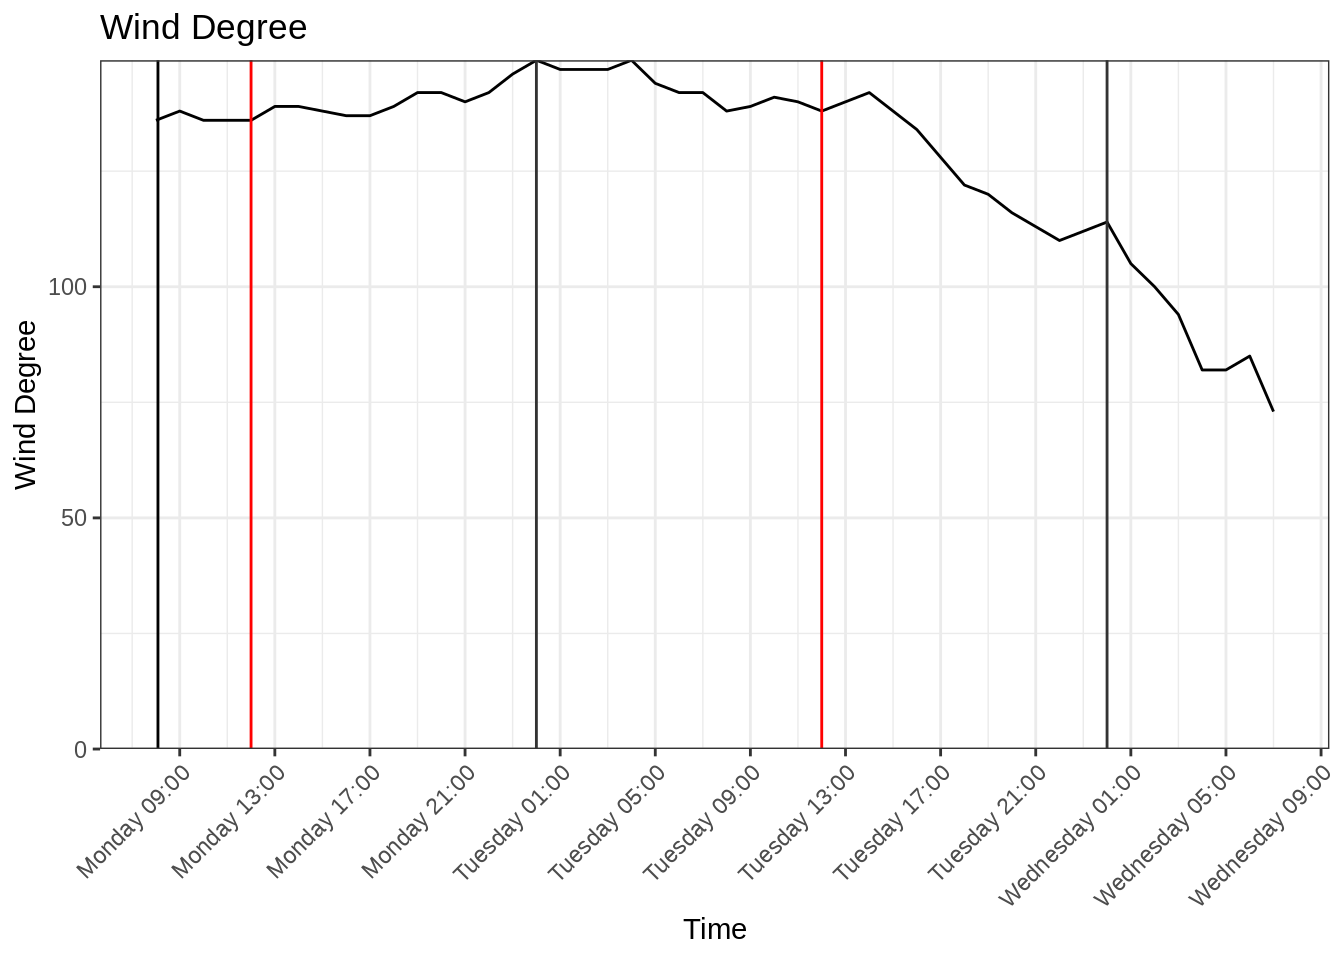 Wind Degree
Wind Degree
100
50
0
Monday 09:00
Monday 13:00
Monday 17:00
Monday 21:00
Tuesday 01:00
Tuesday 05:00
Tuesday 09:00
Tuesday 13:00
Tuesday 17:00
Tuesday 21:00
Wednesday 01:00
Wednesday 05:00
Wednesday 09:00
Time